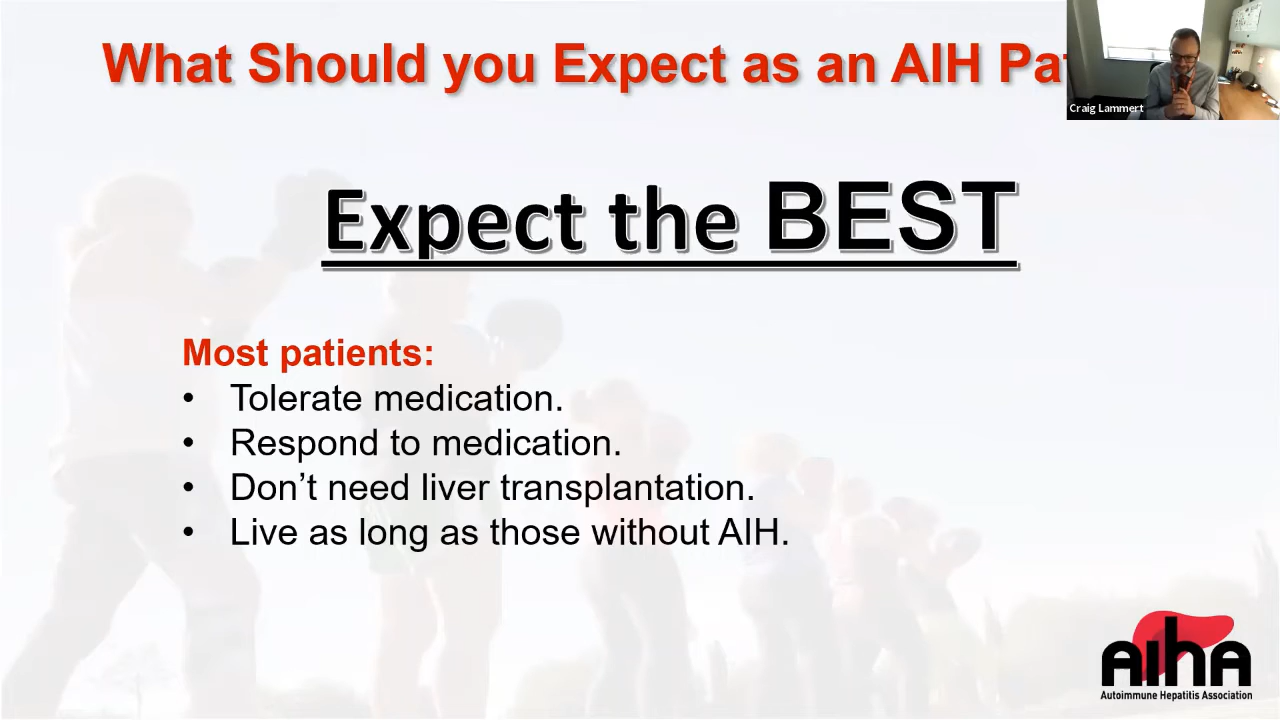 What Should you Expect as an AIH Pat
Craig Lammert
Expect the BEST
Most patients:
• Tolerate medication.
• Respond to medication.
• Don’t need liver transplantation.
• Live as long as those without AIH.
AIHA
Autoimmune Hepatitis Association